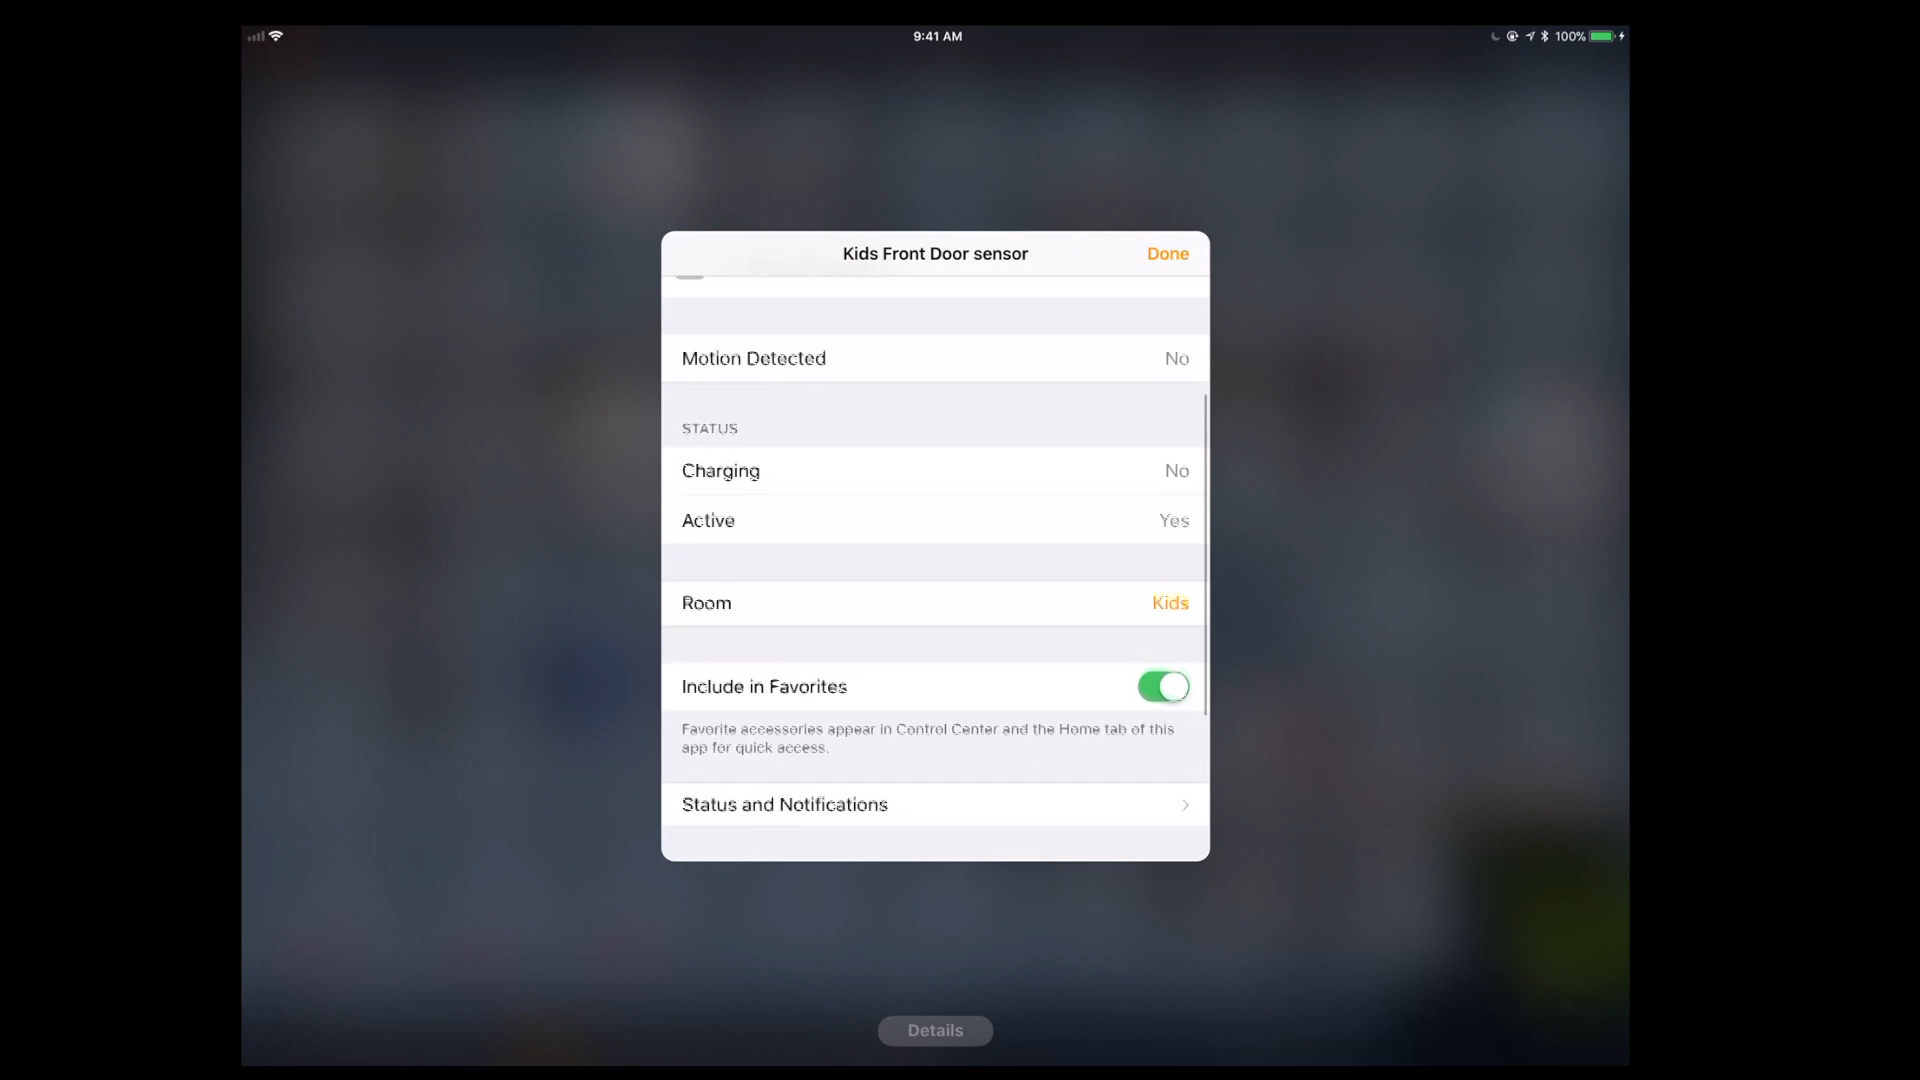 9:41 AM
100%
Kids Front Door sensor
Done
Motion Detected
No
STATUS
Charging
No
Active
Yes
Room
Kids
Include in Favorites
Favorite accessories appear in Control Center and the Home tab of this
app for quick access.
Status and Notifications
Details